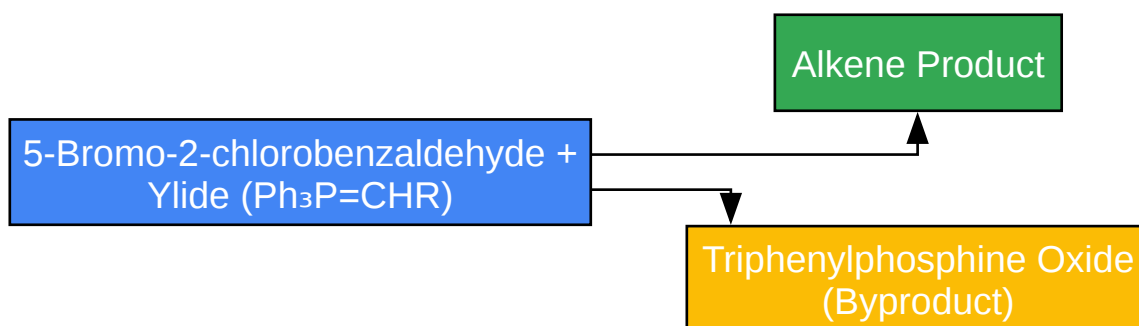 Alkene Product
5-Bromo-2-chlorobenzaldehyde +
Ylide (Ph₃P=CHR)
Triphenylphosphine Oxide
(Byproduct)